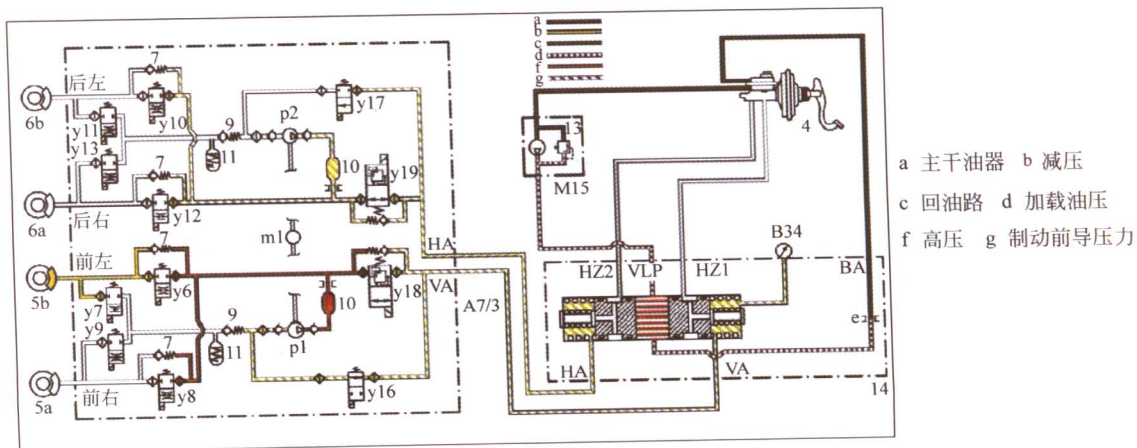 后左
6b
7
y11
y10
y13
9
11
p2
y17
10
y19
7
6a
后右
y12
m1
HA
VA
前左
5b
7
y6
y7
y9
9
11
p1
10
y18
A7/3
7
5a
前右
y8
y16
a
b
c
d
f
g
13
M15
4
HZ2 VLP HZ1
B34
BA
e
HA
VA
14
a 主干油器 b 减压
c 回油路 d 加载油压
f 高压 g 制动前导压力